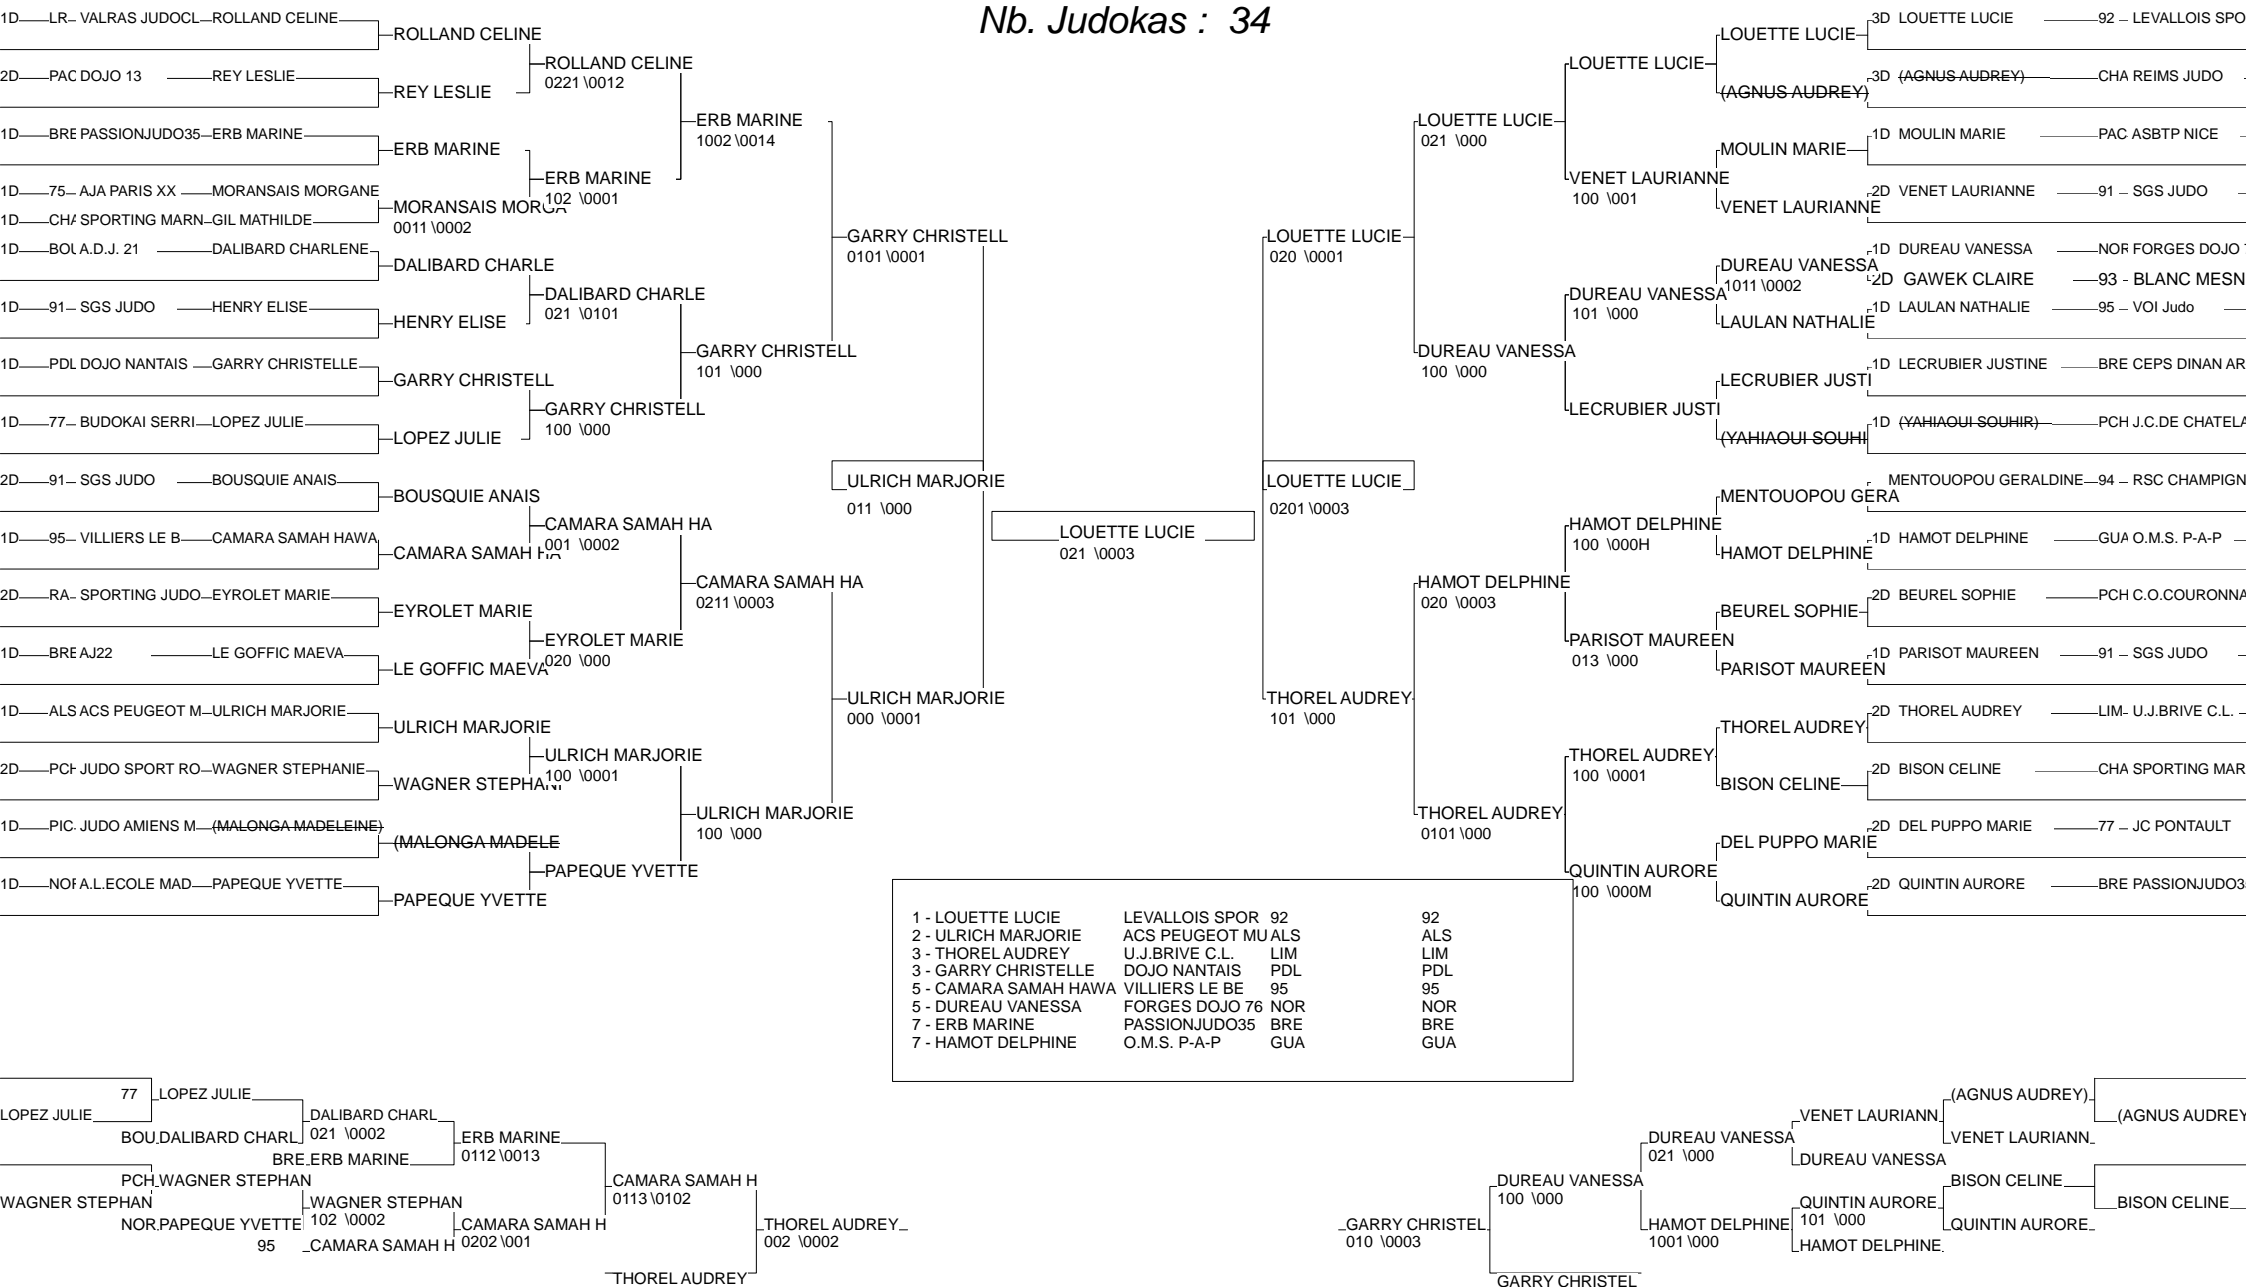 Nb. Judokas : 34
1D LR VALRAS JUDOCL ROLLAND CELINE
2D PAC DOJO 13 REY LESLIE
1D BRE PASSIONJUDO35 ERB MARINE
1D 75 AJA PARIS XX MORANSAIS MORGANE
1D CHA SPORTING MARN GIL MATHILDE
1D BOU A.D.J. 21 DALIBARD CHARLENE
1D 91 SGS JUDO HENRY ELISE
1D PDL DOJO NANTAIS GARRY CHRISTELLE
1D 77 BUDOKAI SERRI LOPEZ JULIE
2D 91 SGS JUDO BOUSQUIE ANAIS
1D 95 VILLIERS LE B CAMARA SAMAH HAWA
2D RA SPORTING JUDO EYROLET MARIE
1D BRE AJ22 LE GOFFIC MAEVA
1D ALS ACS PEUGEOT M ULRICH MARJORIE
2D PCH JUDO SPORT RO WAGNER STEPHANIE
1D PIC JUDO AMIENS M (MALONGA MADELEINE)
1D NOR A.L.ECOLE MAD PAPEQUE YVETTE
ROLLAND CELINE
REY LESLIE
ERB MARINE
MORANSAIS MORGA
0011 \0002
DALIBARD CHARLE
HENRY ELISE
GARRY CHRISTELL
LOPEZ JULIE
BOUSQUIE ANAIS
CAMARA SAMAH HA
EYROLET MARIE
LE GOFFIC MAEVA
ULRICH MARJORIE
WAGNER STEPHANI
(MALONGA MADELE
PAPEQUE YVETTE
ROLLAND CELINE
0221 \0012
ERB MARINE
102 \0001
DALIBARD CHARLE
021 \0101
GARRY CHRISTELL
100 \000
CAMARA SAMAH HA
001 \0002
EYROLET MARIE
020 \000
ULRICH MARJORIE
100 \0001
PAPEQUE YVETTE
ERB MARINE
1002 \0014
GARRY CHRISTELL
101 \000
CAMARA SAMAH HA
0211 \0003
ULRICH MARJORIE
100 \000
GARRY CHRISTELL
0101 \0001
ULRICH MARJORIE
000 \0001
ULRICH MARJORIE
011 \000
LOUETTE LUCIE
021 \0003
LOUETTE LUCIE
0201 \0003
LOUETTE LUCIE
020 \0001
THOREL AUDREY
101 \000
LOUETTE LUCIE
021 \000
DUREAU VANESSA
100 \000
HAMOT DELPHINE
020 \0003
THOREL AUDREY
0101 \000
LOUETTE LUCIE
VENET LAURIANNE
100 \001
DUREAU VANESSA
101 \000
LECRUBIER JUSTI
HAMOT DELPHINE
100 \000H
PARISOT MAUREEN
013 \000
THOREL AUDREY
100 \0001
QUINTIN AURORE
100 \000M
LOUETTE LUCIE
(AGNUS AUDREY)
MOULIN MARIE
VENET LAURIANNE
DUREAU VANESSA
1011 \0002
LAULAN NATHALIE
LECRUBIER JUSTI
(YAHIAOUI SOUHI
MENTOUOPOU GERA
HAMOT DELPHINE
BEUREL SOPHIE
PARISOT MAUREEN
THOREL AUDREY
BISON CELINE
DEL PUPPO MARIE
QUINTIN AURORE
3D LOUETTE LUCIE 92 LEVALLOIS SPO
3D (AGNUS AUDREY) CHA REIMS JUDO
1D MOULIN MARIE PAC ASBTP NICE
2D VENET LAURIANNE 91 SGS JUDO
1D DUREAU VANESSA NOR FORGES DOJO
2D GAWEK CLAIRE 93 - BLANC MESN
1D LAULAN NATHALIE 95 VOI Judo
1D LECRUBIER JUSTINE BRE CEPS DINAN AR
1D (YAHIAOUI SOUHIR) PCH J.C.DE CHATELA
MENTOUOPOU GERALDINE 94 RSC CHAMPIGN
1D HAMOT DELPHINE GUA O.M.S. P-A-P
2D BEUREL SOPHIE PCH C.O.COURONNA
1D PARISOT MAUREEN 91 SGS JUDO
2D THOREL AUDREY LIM U.J.BRIVE C.L.
2D BISON CELINE CHA SPORTING MAR
2D DEL PUPPO MARIE 77 JC PONTAULT
2D QUINTIN AURORE BRE PASSIONJUDO3
1 - LOUETTE LUCIE LEVALLOIS SPOR 92 92
2 - ULRICH MARJORIE ACS PEUGEOT MU ALS ALS
3 - THOREL AUDREY U.J.BRIVE C.L. LIM LIM
3 - GARRY CHRISTELLE DOJO NANTAIS PDL PDL
5 - CAMARA SAMAH HAWA VILLIERS LE BE 95 95
5 - DUREAU VANESSA FORGES DOJO 76 NOR NOR
7 - ERB MARINE PASSIONJUDO35 BRE BRE
7 - HAMOT DELPHINE O.M.S. P-A-P GUA GUA
LOPEZ JULIE
WAGNER STEPHAN
77 LOPEZ JULIE
BOU DALIBARD CHARL
PCH WAGNER STEPHAN
NOR PAPEQUE YVETTE
DALIBARD CHARL
021 \0002
BRE ERB MARINE
WAGNER STEPHAN
102 \0002
95 CAMARA SAMAH H
ERB MARINE
0112 \0013
CAMARA SAMAH H
0202 \001
CAMARA SAMAH H
0113 \0102
THOREL AUDREY
THOREL AUDREY
002 \0002
GARRY CHRISTEL
010 \0003
DUREAU VANESSA
100 \000
GARRY CHRISTEL
DUREAU VANESSA
021 \000
HAMOT DELPHINE
1001 \000
VENET LAURIANN
DUREAU VANESSA
QUINTIN AURORE
101 \000
HAMOT DELPHINE
(AGNUS AUDREY)
VENET LAURIANN
BISON CELINE
QUINTIN AURORE
(AGNUS AUDREY
BISON CELINE